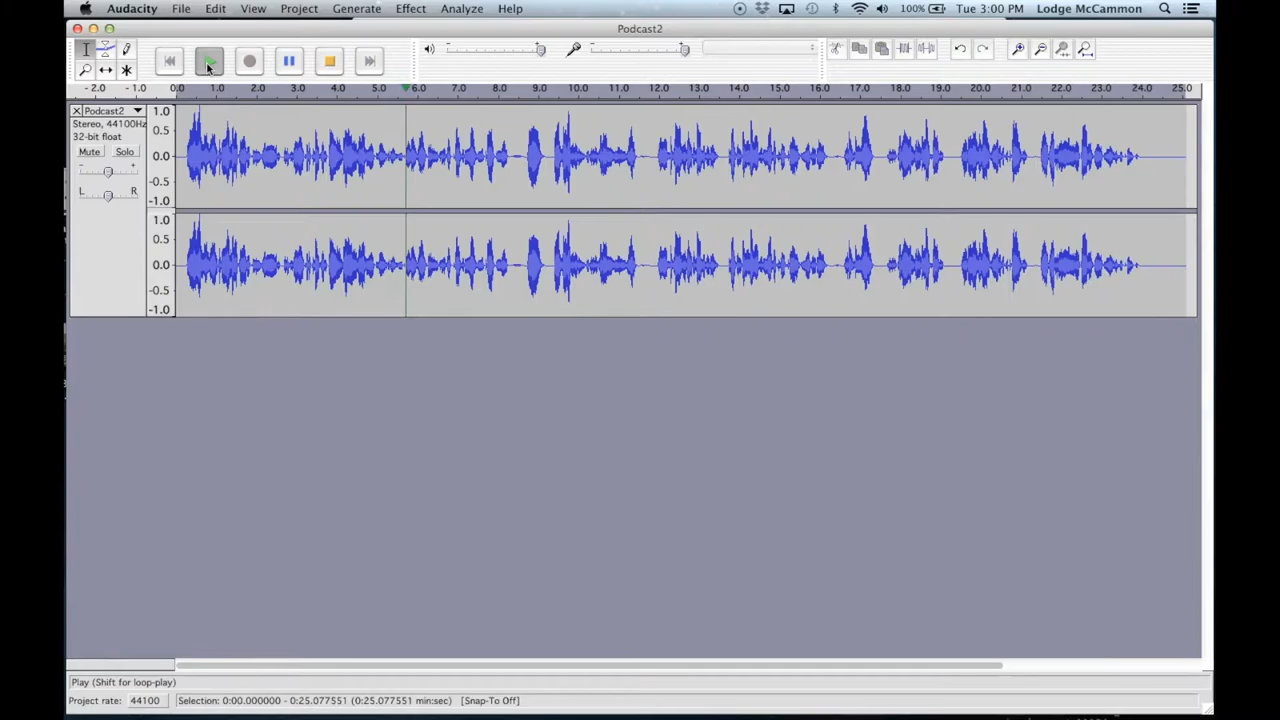 Audacity File Edit View Project Generate Effect Analyze Help 100% Tue 3:00 PM Lodge McCammon
Podcast2
- 2.0 - 1.0 0.0 1.0 2.0 3.0 4.0 5.0 6.0 7.0 8.0 9.0 10.0 11.0 12.0 13.0 14.0 15.0 16.0 17.0 18.0 19.0 20.0 21.0 22.0 23.0 24.0 25.0
Podcast2
Stereo, 44100Hz
32-bit float
Mute Solo
- +
L R
1.0
0.5
0.0
-0.5
-1.0
1.0
0.5
0.0
-0.5
-1.0
Play (Shift for loop-play)
Project rate: 44100 Selection: 0:00.000000 - 0:25.077551 (0:25.077551 min:sec) [Snap-To Off]